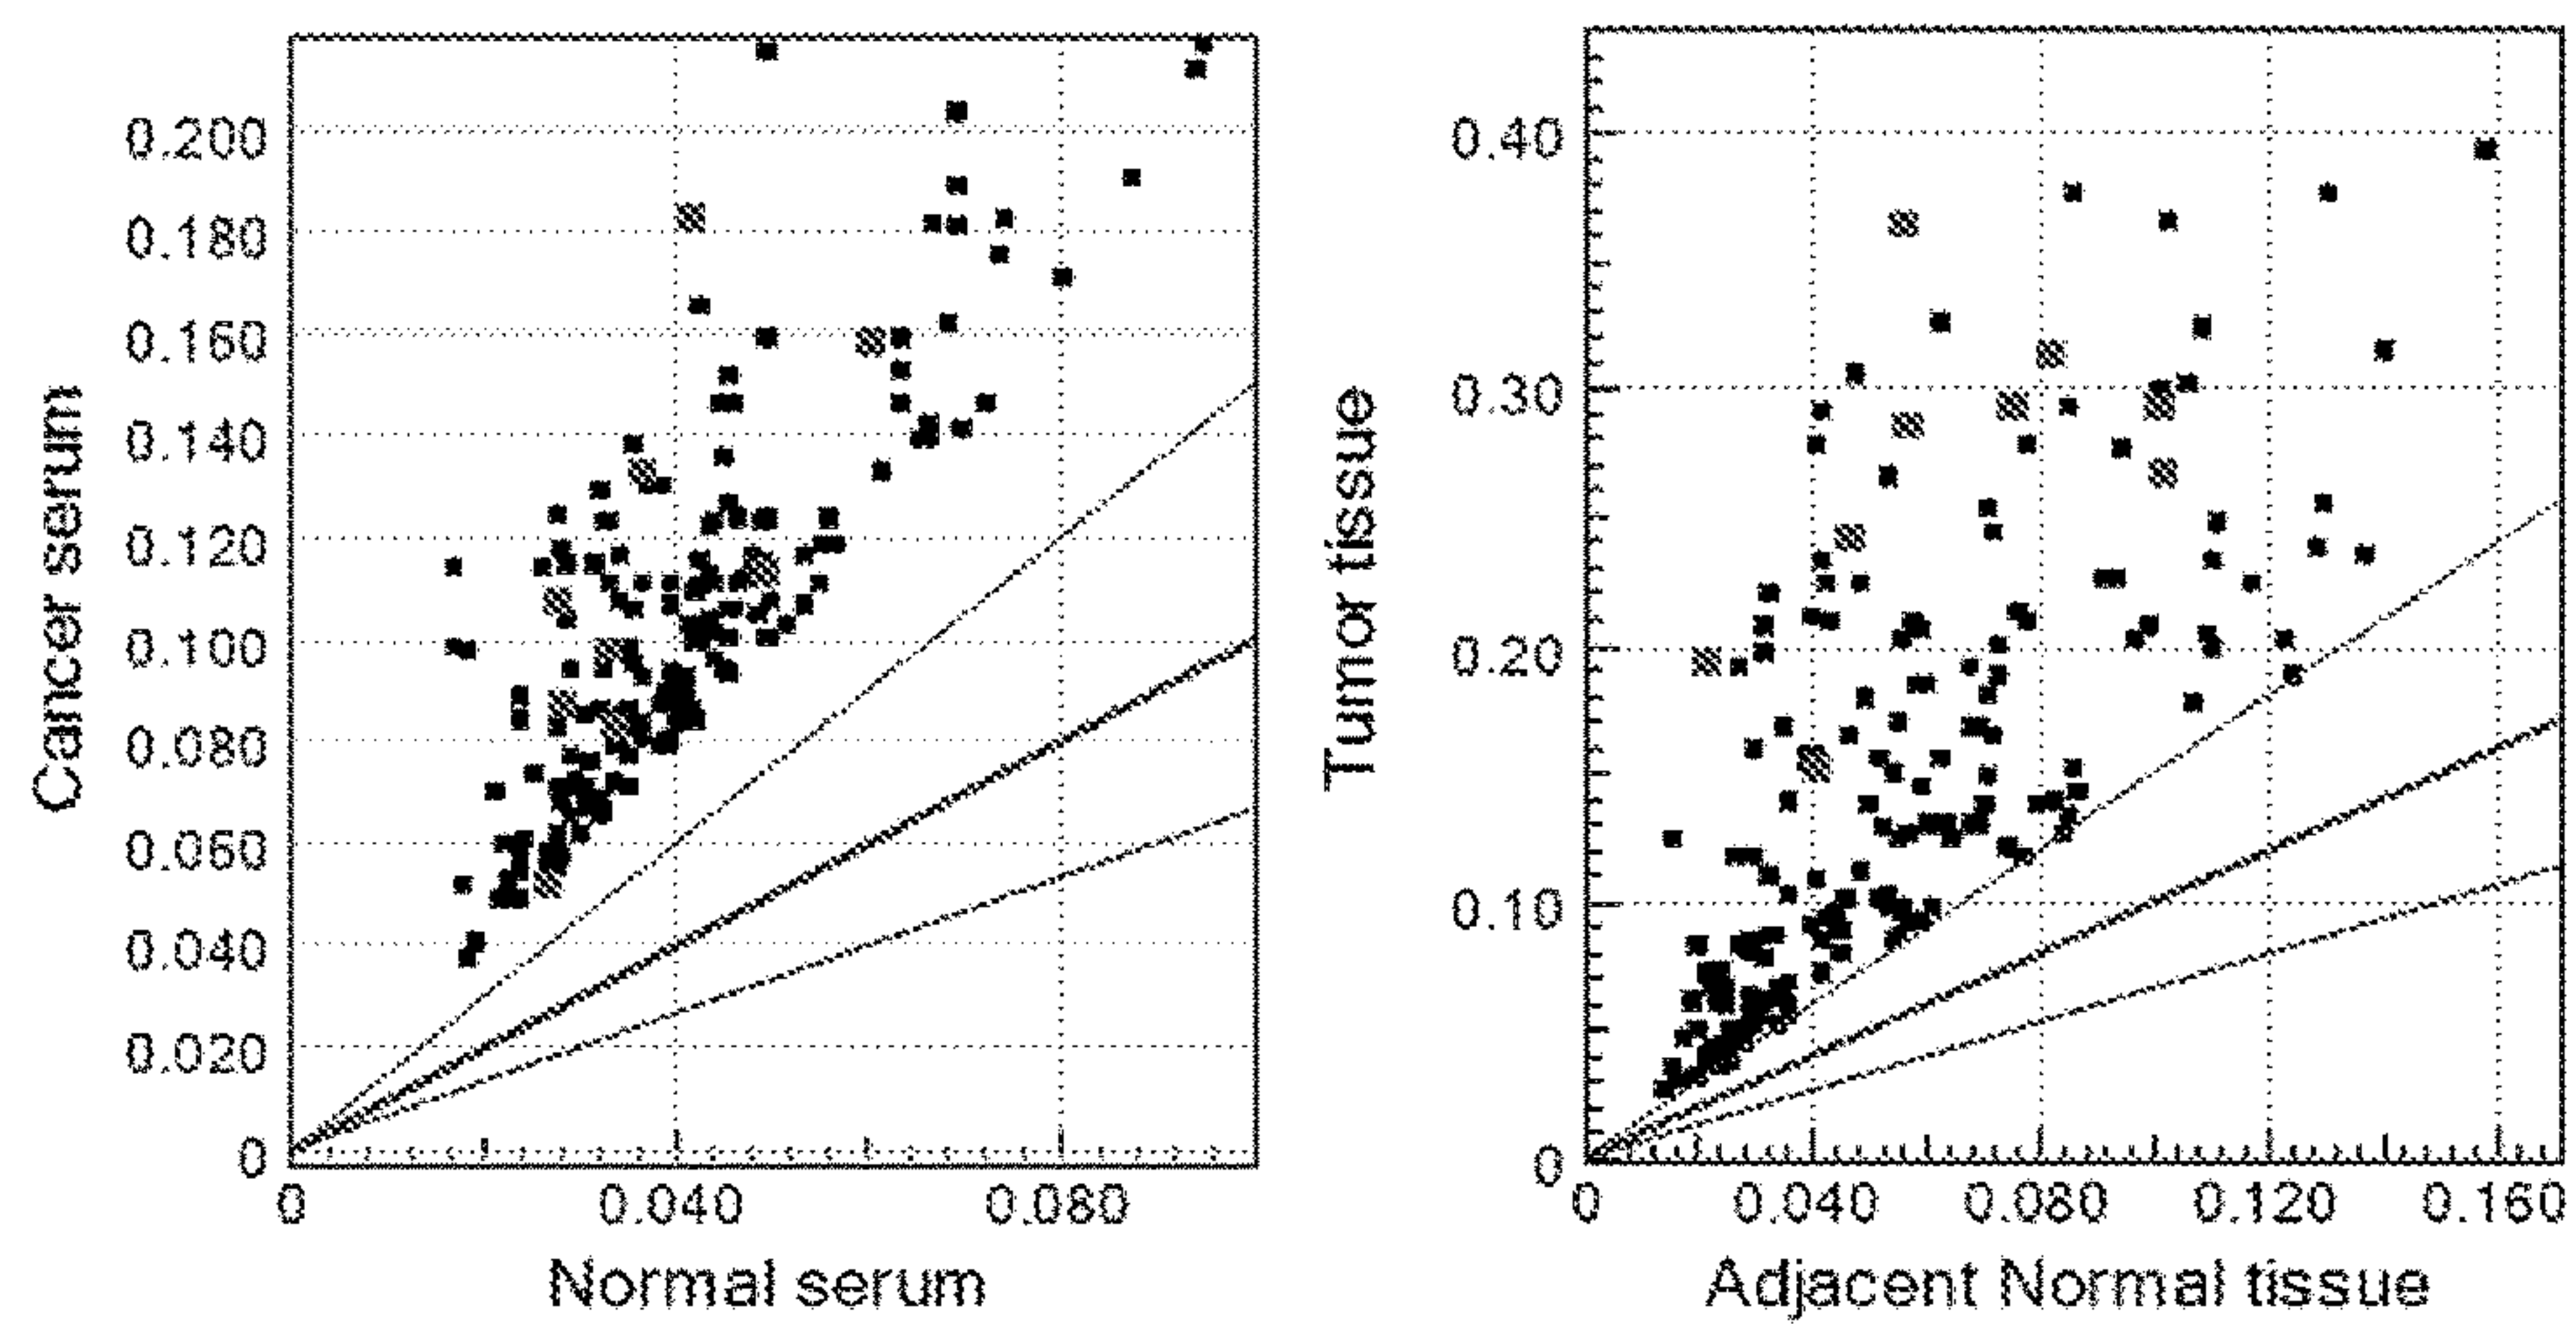 Cancer serum
0.200
0.180
0.160
0.140
0.120
0.100
0.080
0.060
0.040
0.020
0
0 0.040 0.080
Normal serum
Tumor tissue
0.40
0.30
0.20
0.10
0
0 0.040 0.080 0.120 0.160
Adjacent Normal tissue